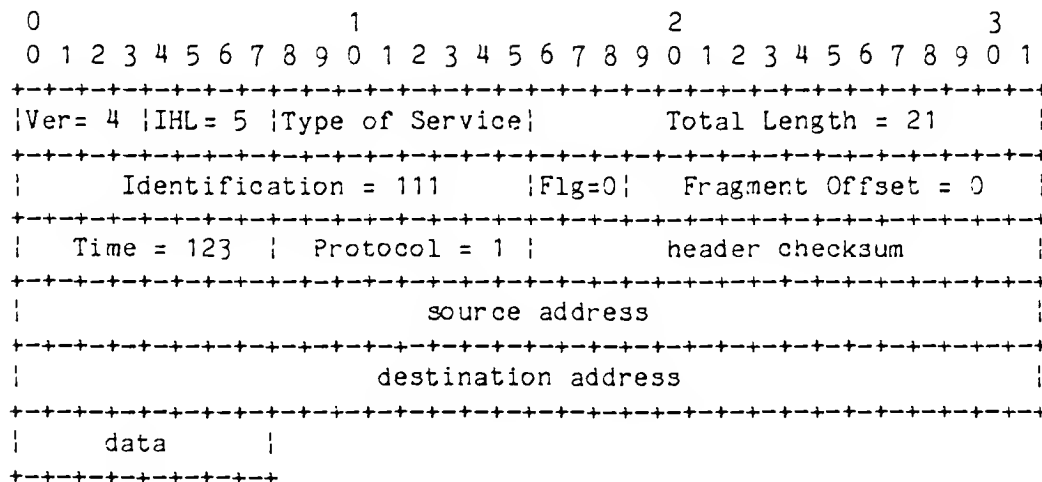 0                   1                   2                   3
 0 1 2 3 4 5 6 7 8 9 0 1 2 3 4 5 6 7 8 9 0 1 2 3 4 5 6 7 8 9 0 1
+-+-+-+-+-+-+-+-+-+-+-+-+-+-+-+-+-+-+-+-+-+-+-+-+-+-+-+-+-+-+-+-+
|Ver= 4 |IHL= 5 |Type of Service|        Total Length = 21      |
+-+-+-+-+-+-+-+-+-+-+-+-+-+-+-+-+-+-+-+-+-+-+-+-+-+-+-+-+-+-+-+-+
|      Identification = 111     |Flg=0|   Fragment Offset = 0   |
+-+-+-+-+-+-+-+-+-+-+-+-+-+-+-+-+-+-+-+-+-+-+-+-+-+-+-+-+-+-+-+-+
|   Time = 123  |  Protocol = 1 |        header checksum        |
+-+-+-+-+-+-+-+-+-+-+-+-+-+-+-+-+-+-+-+-+-+-+-+-+-+-+-+-+-+-+-+-+
|                         source address                        |
+-+-+-+-+-+-+-+-+-+-+-+-+-+-+-+-+-+-+-+-+-+-+-+-+-+-+-+-+-+-+-+-+
|                      destination address                      |
+-+-+-+-+-+-+-+-+-+-+-+-+-+-+-+-+-+-+-+-+-+-+-+-+-+-+-+-+-+-+-+-+
|     data      |
+-+-+-+-+-+-+-+-+